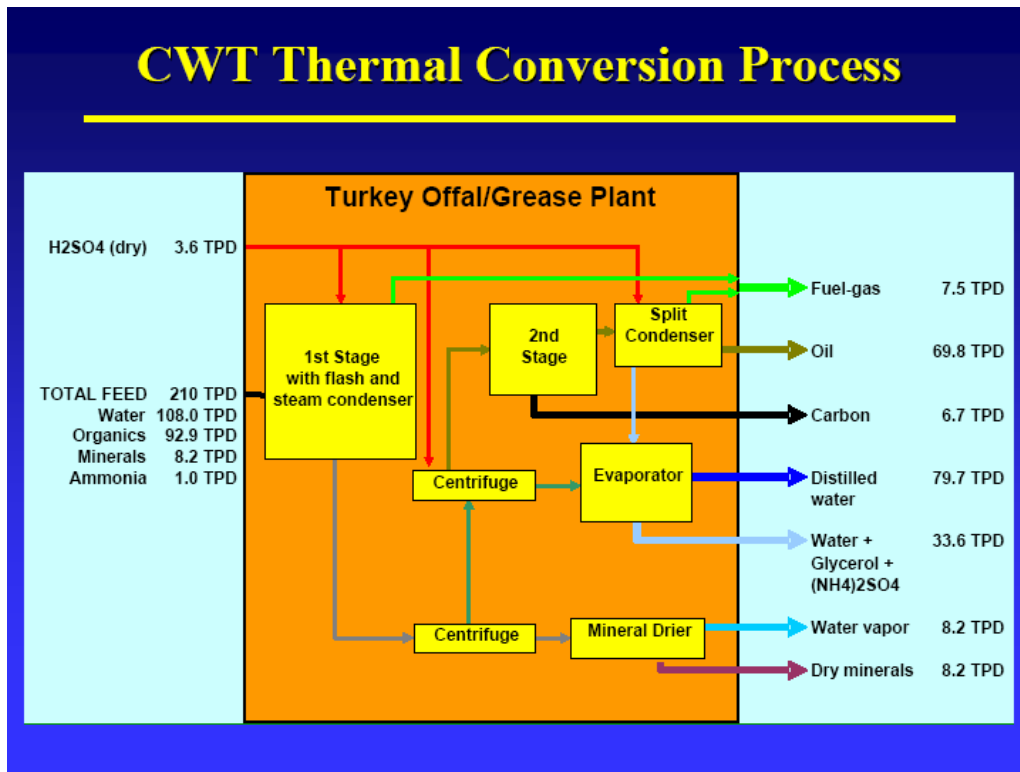 CWT Thermal Conversion Process
Turkey Offal/Grease Plant
H2SO4 (dry) 3.6 TPD
TOTAL FEED 210 TPD
Water 108.0 TPD
Organics 92.9 TPD
Minerals 8.2 TPD
Ammonia 1.0 TPD
1st Stage
with flash and
steam condenser
2nd
Stage
Split
Condenser
Centrifuge
Evaporator
Centrifuge
Mineral Drier
Fuel-gas 7.5 TPD
Oil 69.8 TPD
Carbon 6.7 TPD
Distilled 79.7 TPD
water
Water + 33.6 TPD
Glycerol +
(NH4)2SO4
Water vapor 8.2 TPD
Dry minerals 8.2 TPD